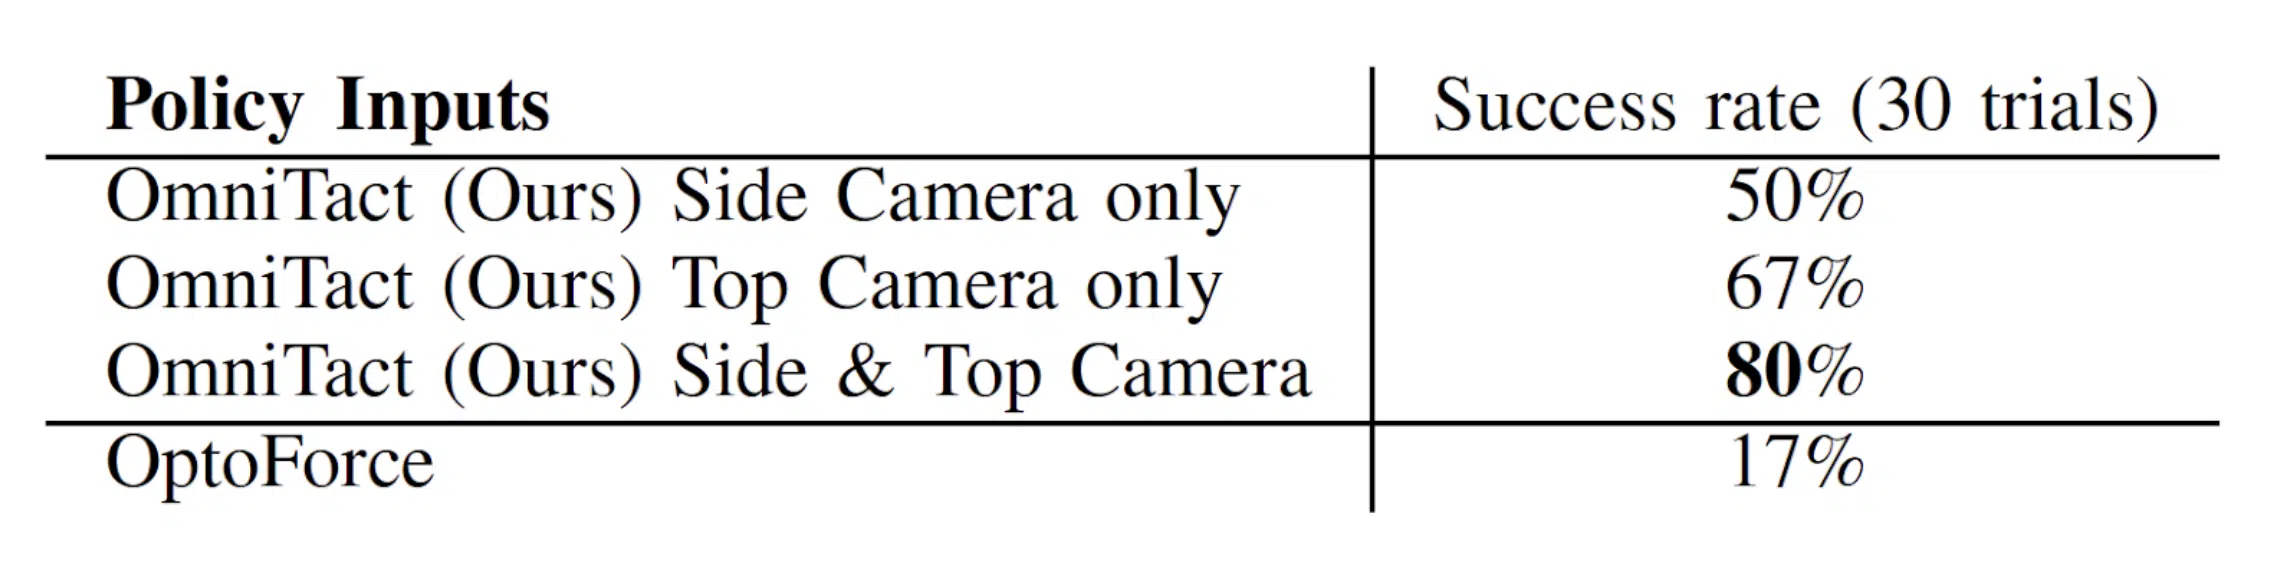 Policy Inputs Success rate (30 trials)
OmniTact (Ours) Side Camera only 50%
OmniTact (Ours) Top Camera only 67%
OmniTact (Ours) Side & Top Camera 80%
OptoForce 17%